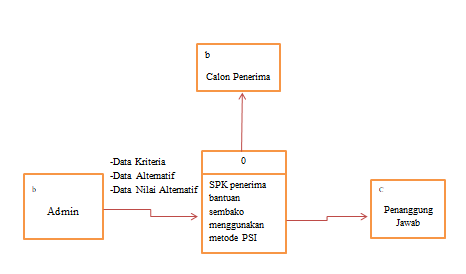 b
Calon Penerima
-Data Kriteria
-Data Alternatif
-Data Nilai Alternatif
0
SPK penerima
bantuan
sembako
menggunakan
metode PSI
b
Admin
c
Penanggung
Jawab